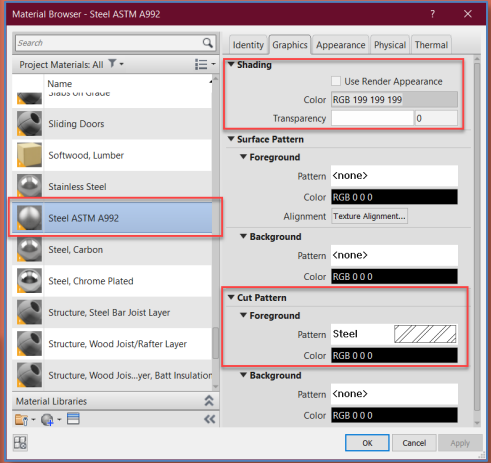 Material Browser - Steel ASTM A992
? ×
Search
Project Materials: All
Name
Slabs on Grade
Sliding Doors
Softwood, Lumber
Stainless Steel
Steel ASTM A992
Steel, Carbon
Steel, Chrome Plated
Structure, Steel Bar Joist Layer
Structure, Wood Joist/Rafter Layer
Structure, Wood Jois...yer, Batt Insulation
Material Libraries
Identity Graphics Appearance Physical Thermal
Shading
Use Render Appearance
Color RGB 199 199 199
Transparency 0
Surface Pattern
Foreground
Pattern <none>
Color RGB 0 0 0
Alignment Texture Alignment...
Background
Pattern <none>
Color RGB 0 0 0
Cut Pattern
Foreground
Pattern Steel
Color RGB 0 0 0
Background
Pattern <none>
Color RGB 0 0 0
OK Cancel Apply